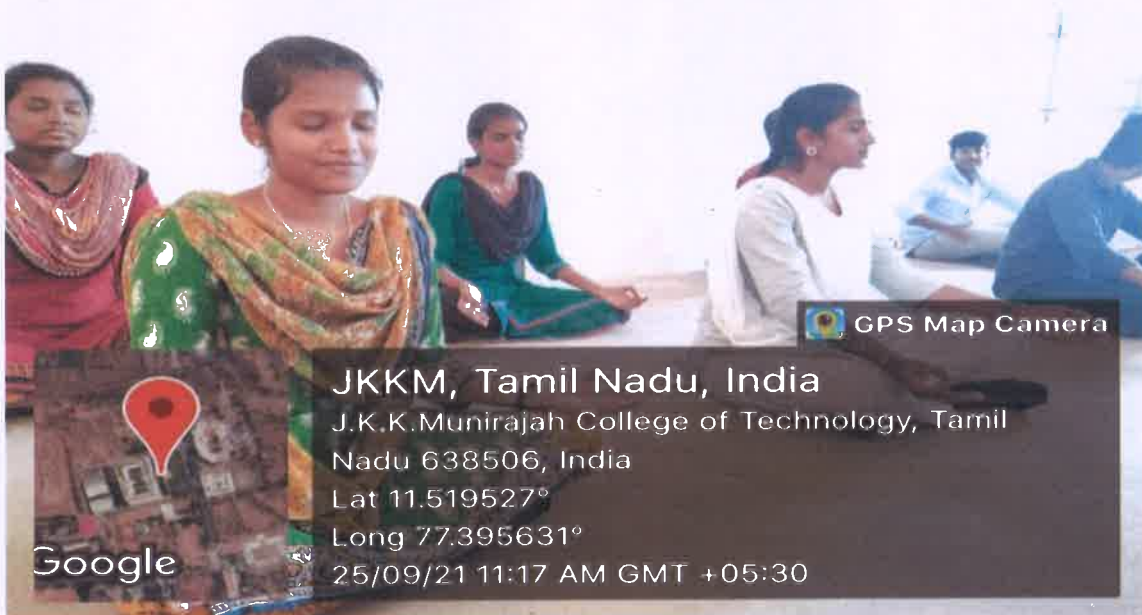 GPS Map Camera
JKKM, Tamil Nadu, India
J.K.K.Munirajah College of Technology, Tamil
Nadu 638506, India
Lat 11.519527°
Long 77.395631°
25/09/21 11:17 AM GMT +05:30
Google